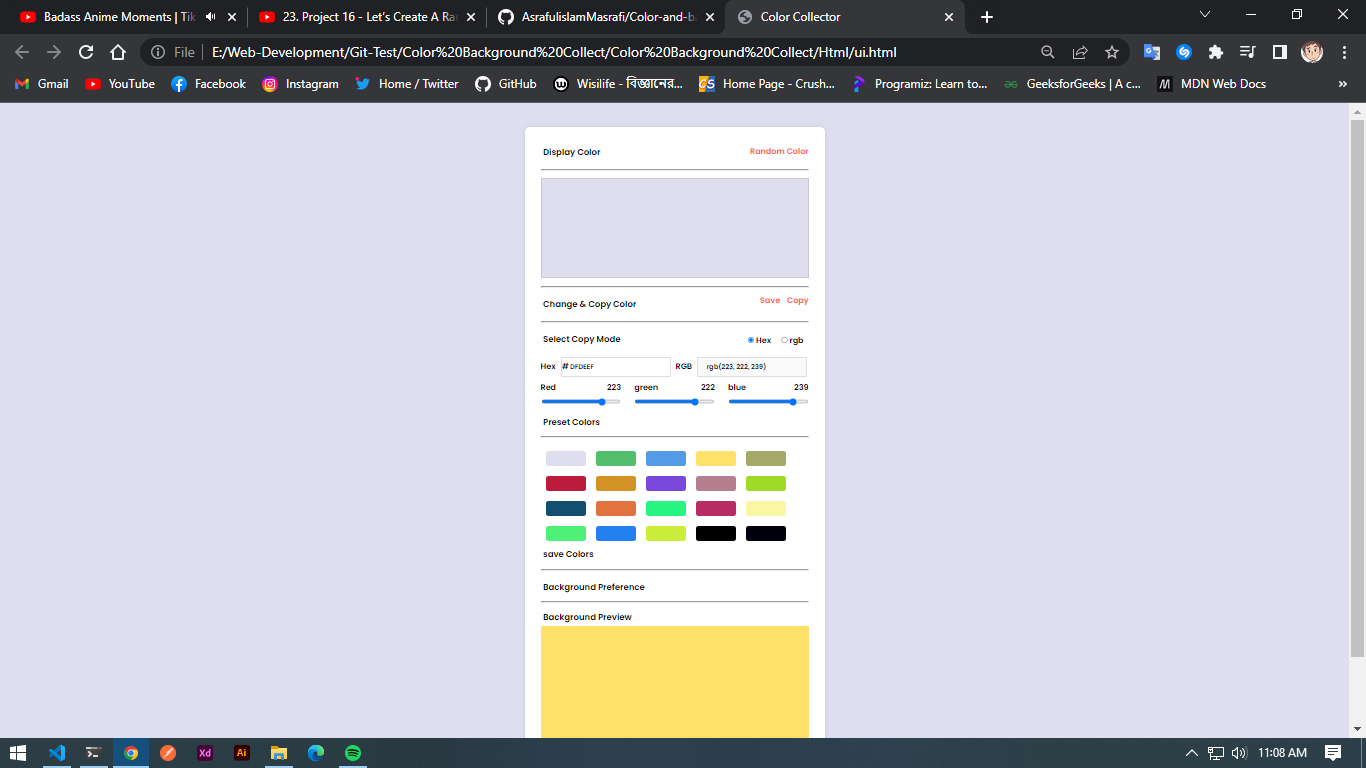 Badass Anime Moments | Tik
23. Project 16 - Let's Create A Ra
AsrafulislamMasrafi/Color-and-b
Color Collector
File
E:/Web-Development/Git-Test/Color%20Background%20Collect/Color%20Background%20Collect/Html/ui.html
Gmail
YouTube
Facebook
Instagram
Home / Twitter
GitHub
Wisilife - বিজ্ঞানের...
Home Page - Crush...
Programiz: Learn to...
GeeksforGeeks | A c...
MDN Web Docs
»
Display Color
Random Color
Change & Copy Color
Save Copy
Select Copy Mode
Hex rgb
Hex # DFDEEF RGB rgb(223, 222, 239)
Red 223 green 222 blue 239
Preset Colors
save Colors
Background Preference
Background Preview
Xd
Ai
11:08 AM